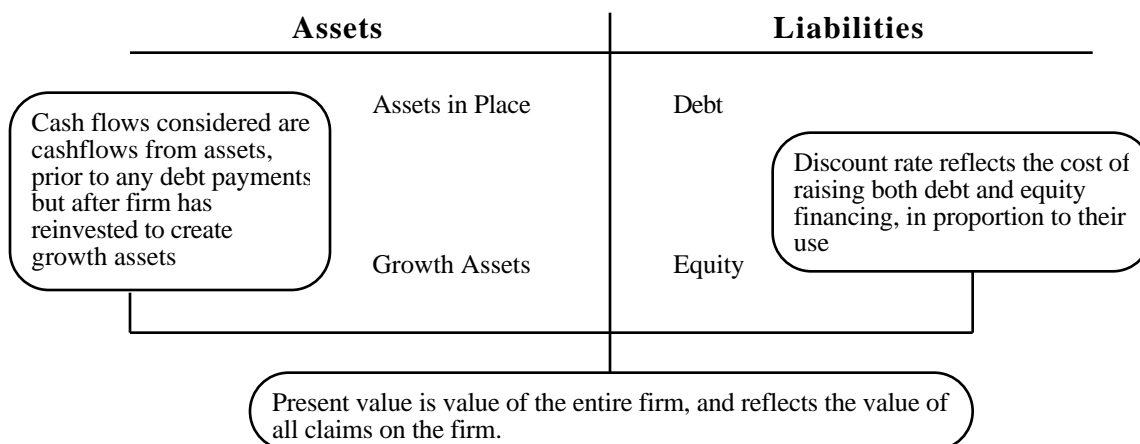 Assets
Liabilities
Assets in Place
Debt
Cash flows considered are
cashflows from assets,
prior to any debt payments
but after firm has
reinvested to create
growth assets
Discount rate reflects the cost of
raising both debt and equity
financing, in proportion to their
use
Growth Assets
Equity
Present value is value of the entire firm, and reflects the value of
all claims on the firm.